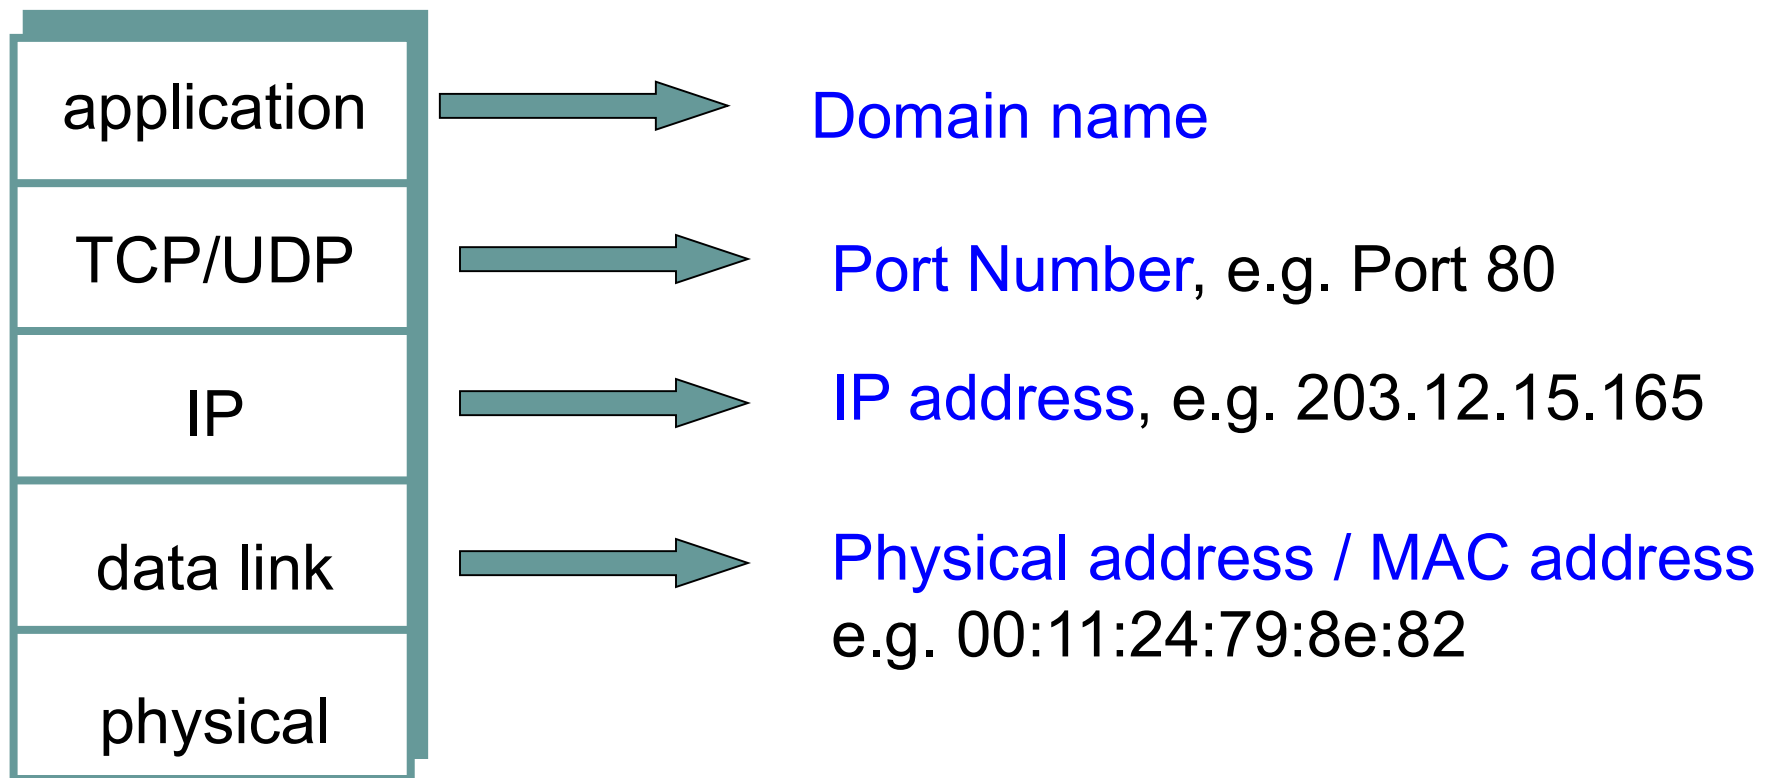 application
Domain name
TCP/UDP
Port Number, e.g. Port 80
IP
IP address, e.g. 203.12.15.165
data link
Physical address / MAC address
e.g. 00:11:24:79:8e:82
physical